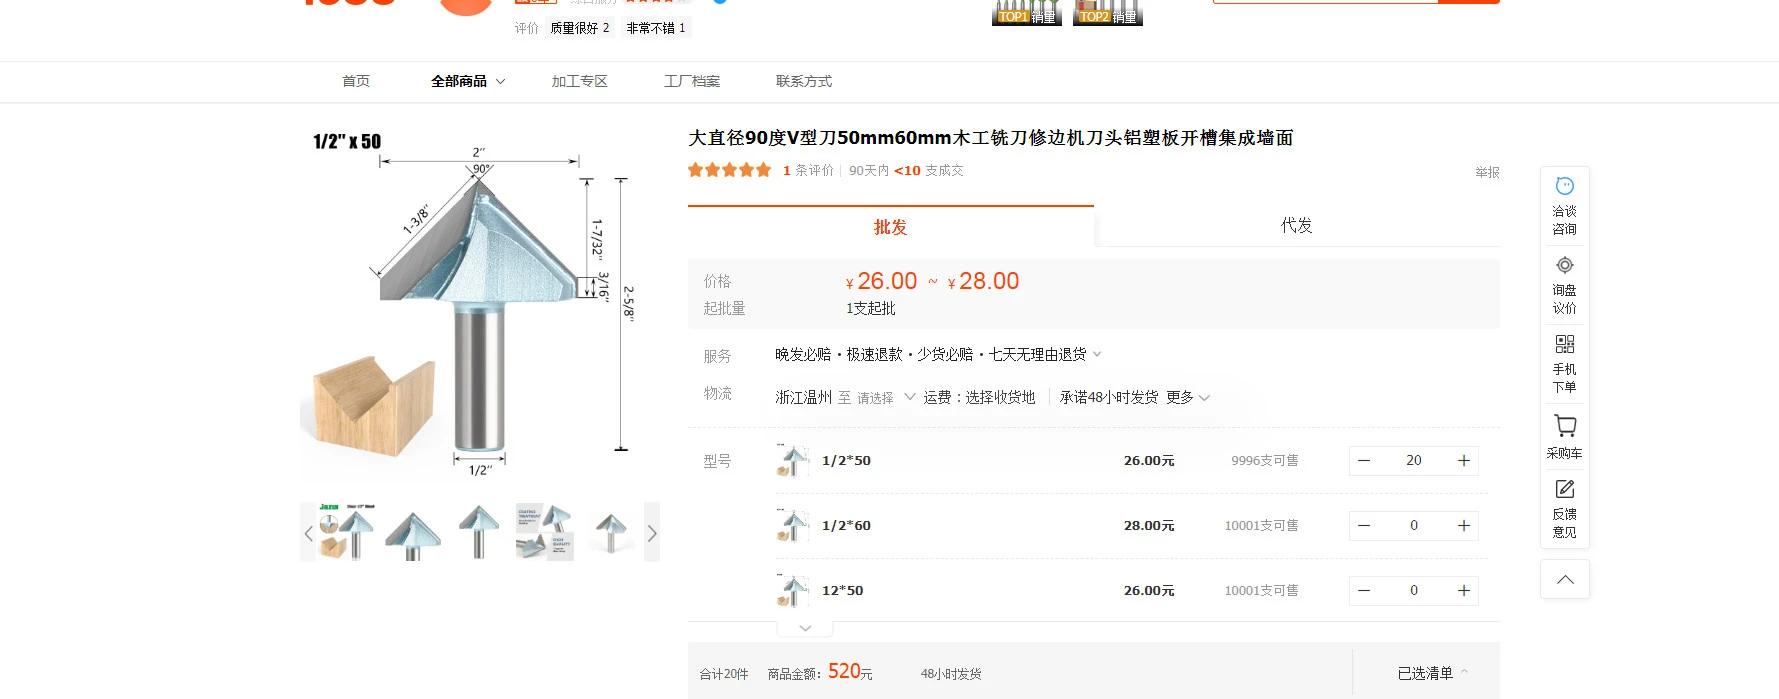 TOP1 销量
TOP2 销量
评价 质量很好 2 非常不错 1
首页 全部商品 加工专区 工厂档案 联系方式
1/2" x 50
2"
90°
1-3/8"
1-7/32"
3/16"
2-5/8"
1/2"
大直径90度V型刀50mm60mm木工铣刀修边机刀头铝塑板开槽集成墙面
1 条评价 90天内 <10 支成交
举报
批发 代发
价格 ¥ 26.00 ~ ¥ 28.00
起批量 1支起批
服务 晚发必赔·极速退款·少货必赔·七天无理由退货
物流 浙江温州 至 请选择 运费：选择收货地 承诺48小时发货 更多
型号 1/2*50 26.00元 9996支可售 − 20 +
1/2*60 28.00元 10001支可售 − 0 +
12*50 26.00元 10001支可售 − 0 +
合计20件 商品金额：520元 48小时发货 已选清单
洽谈
咨询
询盘
议价
手机
下单
采购车
反馈
意见